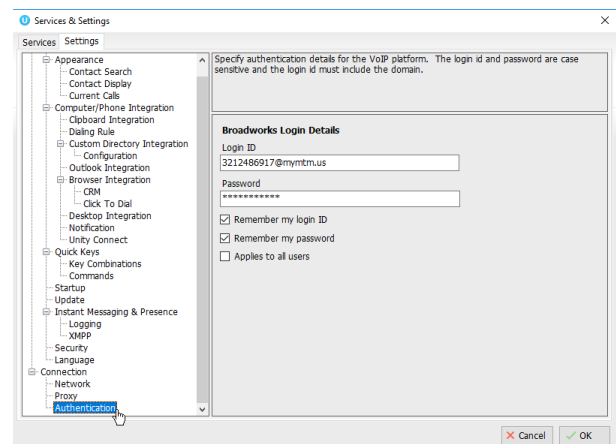 Services & Settings
Services Settings
Appearance
Contact Search
Contact Display
Current Calls
Computer/Phone Integration
Clipboard Integration
Dialing Rule
Custom Directory Integration
Configuration
Outlook Integration
Browser Integration
CRM
Click To Dial
Desktop Integration
Notification
Unity Connect
Quick Keys
Key Combinations
Commands
Startup
Update
Instant Messaging & Presence
Logging
XMPP
Security
Language
Connection
Network
Proxy
Authentication
Specify authentication details for the VoIP platform. The login id and password are case
sensitive and the login id must include the domain.
Broadworks Login Details
Login ID
3212486917@mymtm.us
Password
***********
Remember my login ID
Remember my password
Applies to all users
Cancel OK